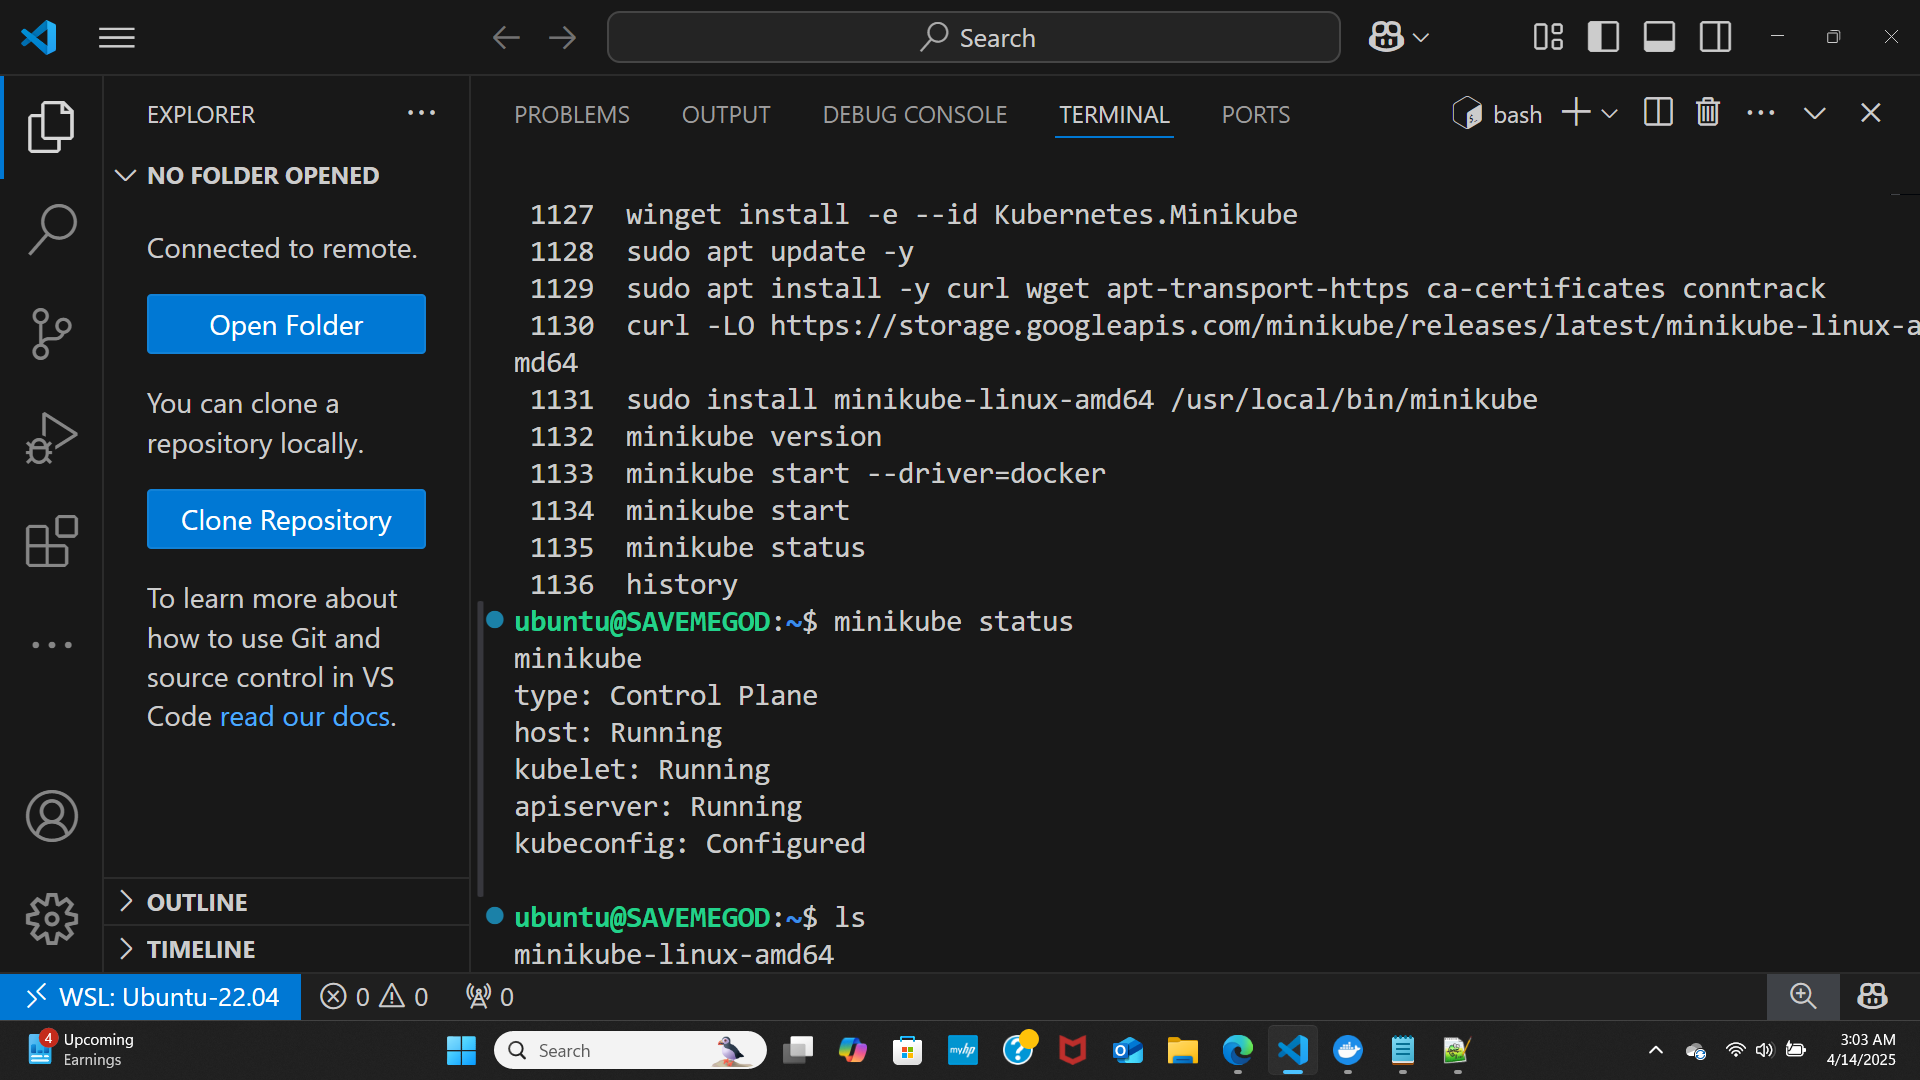 Search
EXPLORER
NO FOLDER OPENED
Connected to remote.
Open Folder
You can clone a
repository locally.
Clone Repository
To learn more about
how to use Git and
source control in VS
Code read our docs.
OUTLINE
TIMELINE
PROBLEMS OUTPUT DEBUG CONSOLE TERMINAL PORTS
bash
1127 winget install -e --id Kubernetes.Minikube
1128 sudo apt update -y
1129 sudo apt install -y curl wget apt-transport-https ca-certificates conntrack
1130 curl -LO https://storage.googleapis.com/minikube/releases/latest/minikube-linux-a
md64
1131 sudo install minikube-linux-amd64 /usr/local/bin/minikube
1132 minikube version
1133 minikube start --driver=docker
1134 minikube start
1135 minikube status
1136 history
ubuntu@SAVEMEGOD:~$ minikube status
minikube
type: Control Plane
host: Running
kubelet: Running
apiserver: Running
kubeconfig: Configured
ubuntu@SAVEMEGOD:~$ ls
minikube-linux-amd64
WSL: Ubuntu-22.04 0 0 0
4
Upcoming
Earnings
Search
myhp
3:03 AM
4/14/2025